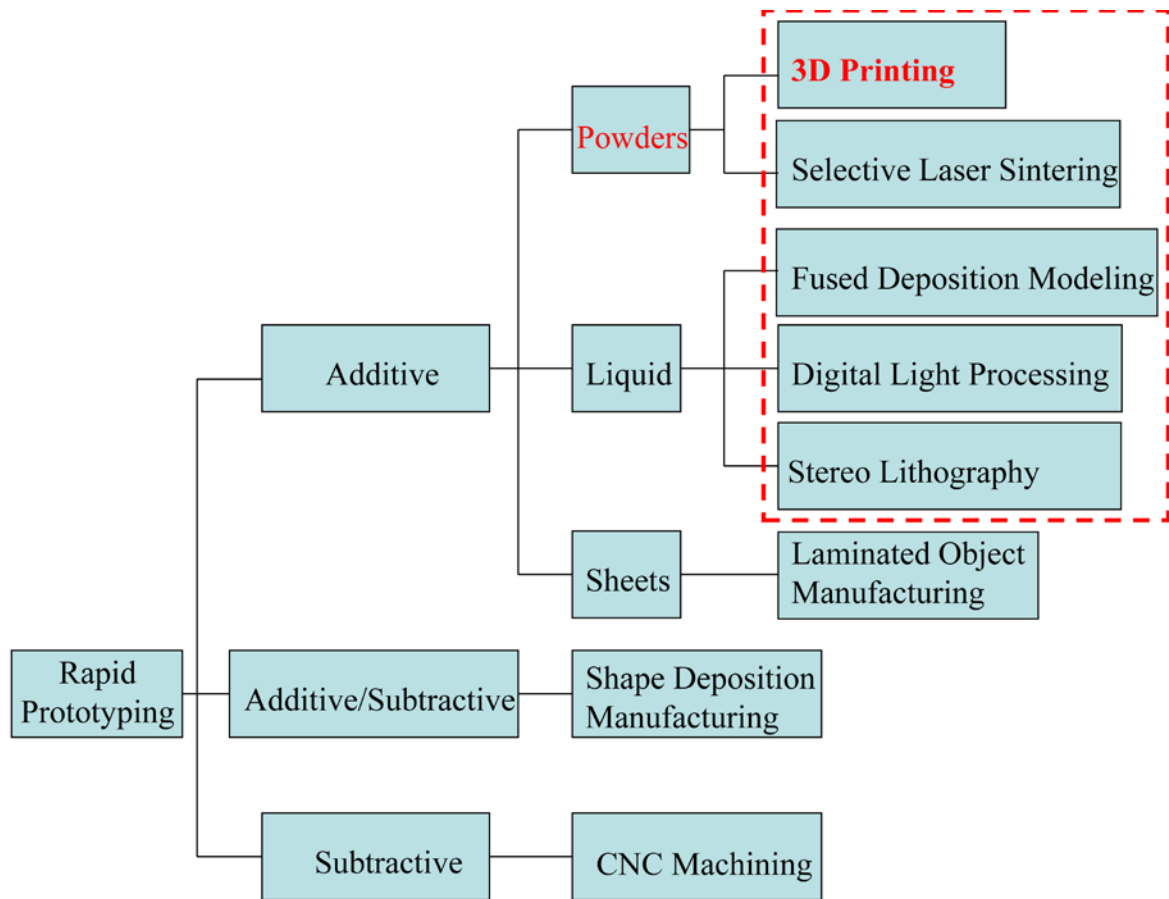 3D Printing
Powders
Selective Laser Sintering
Fused Deposition Modeling
Additive
Liquid
Digital Light Processing
Stereo Lithography
Sheets
Laminated Object
Manufacturing
Rapid
Prototyping
Additive/Subtractive
Shape Deposition
Manufacturing
Subtractive
CNC Machining